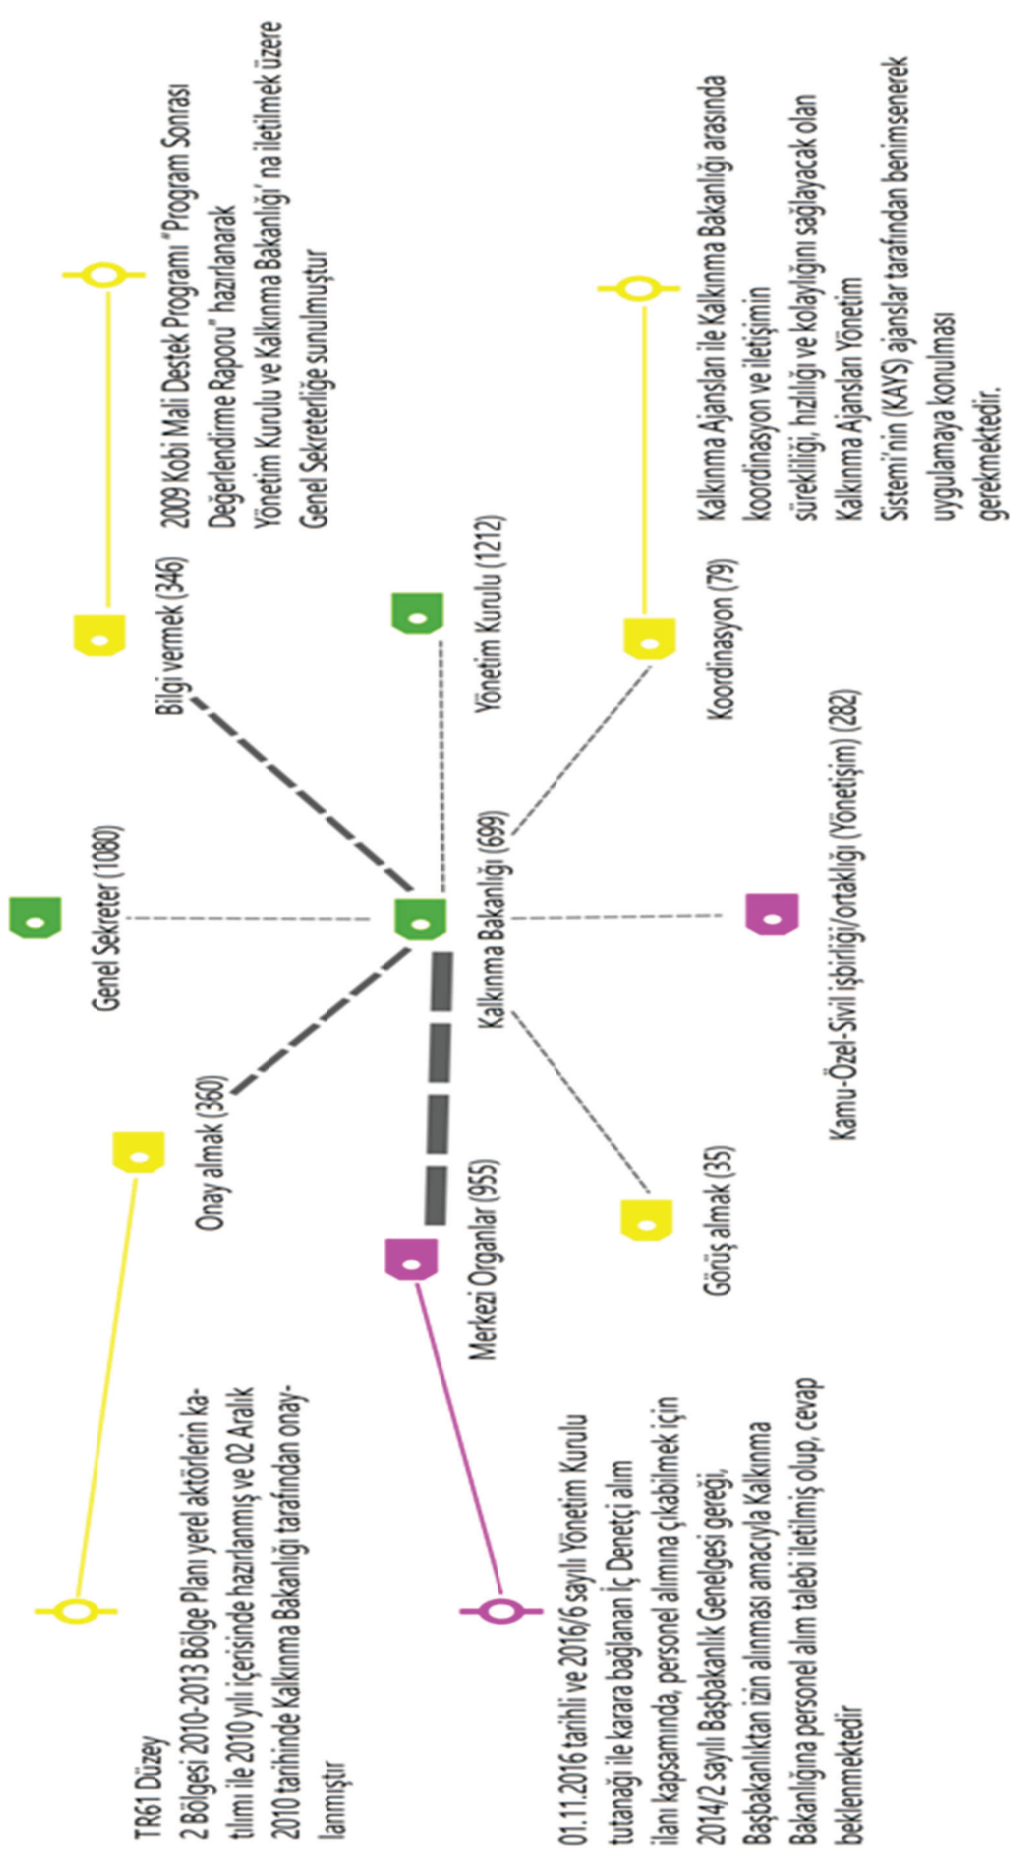 TR61 Düzey
2 Bölgesi 2010-2013 Bölge Planı yerel aktörlerin ka-
tılımı ile 2010 yılı içerisinde hazırlanmış ve 02 Aralık
2010 tarihinde Kalkınma Bakanlığı tarafından onay-
lanmıştır
Onay almak (360)
Genel Sekreter (1080)
Bilgi vermek (346)
2009 Kobi Mali Destek Programı "Program Sonrası
Değerlendirme Raporu" hazırlanarak
Yönetim Kurulu ve Kalkınma Bakanlığı' na iletilmek üzere
Genel Sekreterliğe sunulmuştur
Merkezi Organlar (955)
Kalkınma Bakanlığı (699)
Yönetim Kurulu (1212)
01.11.2016 tarihli ve 2016/6 sayılı Yönetim Kurulu
tutanağı ile karara bağlanan İç Denetçi alım
ilanı kapsamında, personel alımına çıkabilmek için
2014/2 sayılı Başbakanlık Genelgesi gereği,
Başbakanlıktan izin alınması amacıyla Kalkınma
Bakanlığına personel alım talebi iletilmiş olup, cevap
beklenmektedir
Görüş almak (35)
Kamu-Özel-Sivil işbirliği/ortaklığı (Yönetişim) (282)
Koordinasyon (79)
Kalkınma Ajansları ile Kalkınma Bakanlığı arasında
koordinasyon ve iletişimin
sürekliliği, hızlılığı ve kolaylığını sağlayacak olan
Kalkınma Ajansları Yönetim
Sistemi'nin (KAYS) ajanslar tarafından benimsenerek
uygulamaya konulması
gerekmektedir.